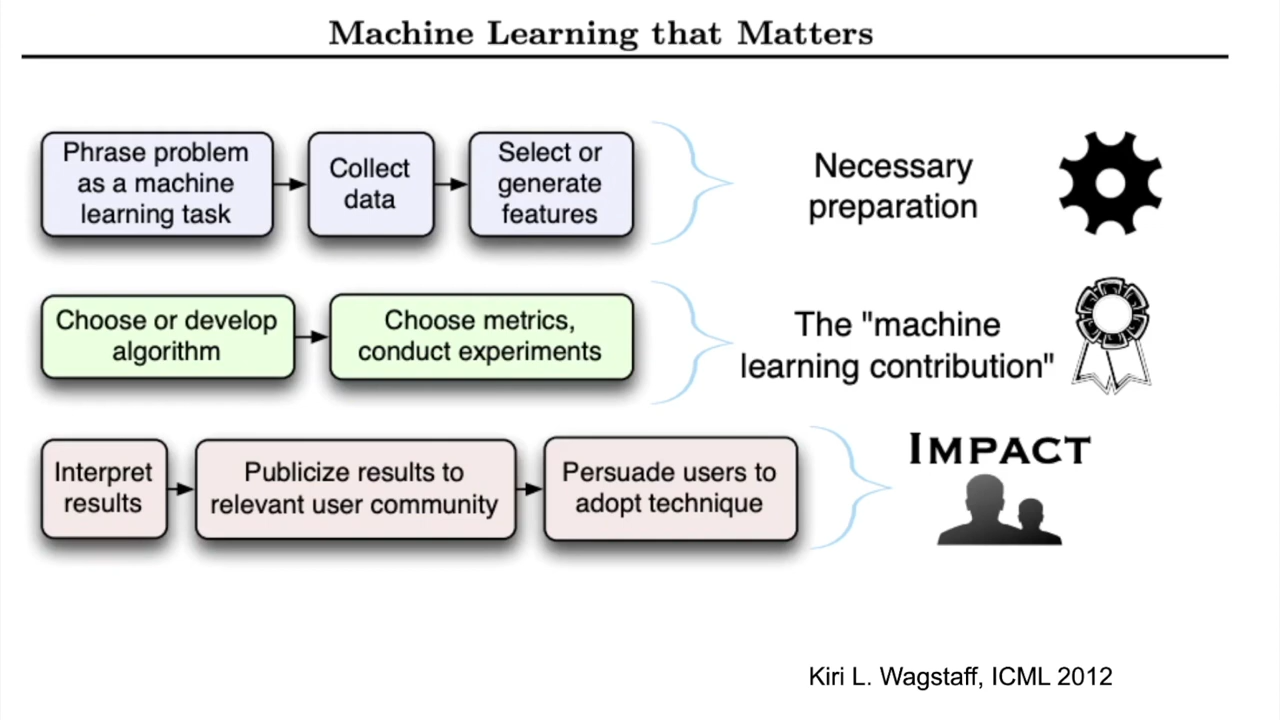 Machine Learning that Matters
Phrase problem
as a machine
learning task
Collect
data
Select or
generate
features
Necessary
preparation
Choose or develop
algorithm
Choose metrics,
conduct experiments
The "machine
learning contribution"
Interpret
results
Publicize results to
relevant user community
Persuade users to
adopt technique
IMPACT
Kiri L. Wagstaff, ICML 2012